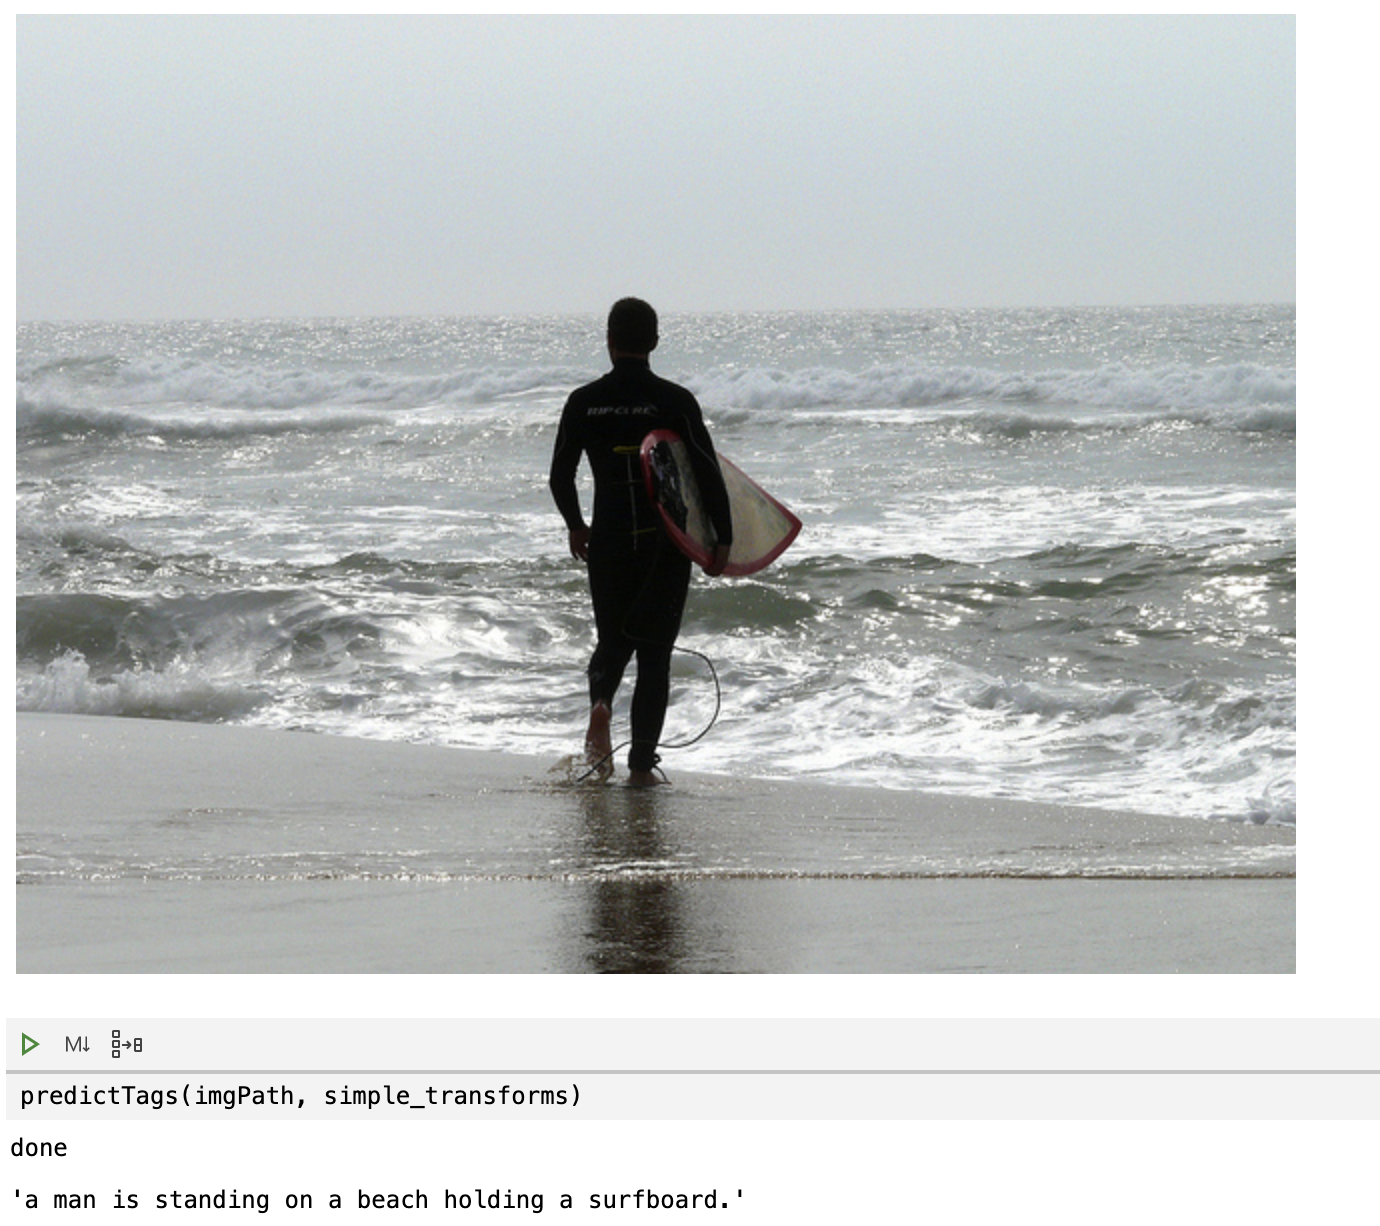 RIP CURL
M↓
predictTags(imgPath, simple_transforms)
done
'a man is standing on a beach holding a surfboard.'